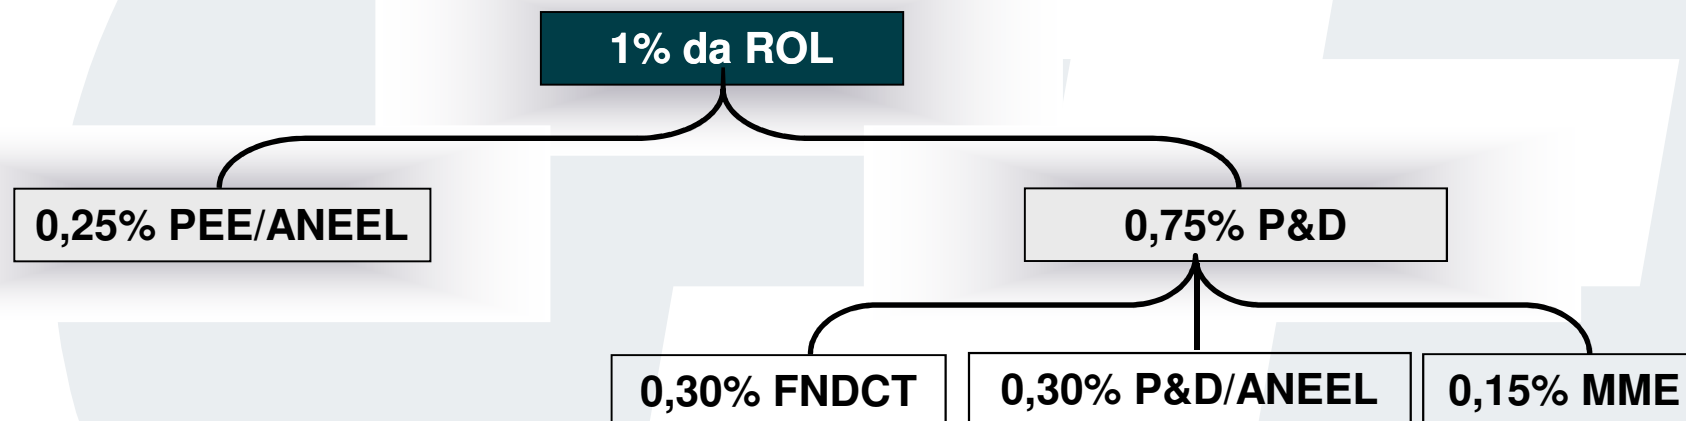 1% da ROL
0,25% PEE/ANEEL
0,75% P&D
0,30% FNDCT
0,30% P&D/ANEEL
0,15% MME